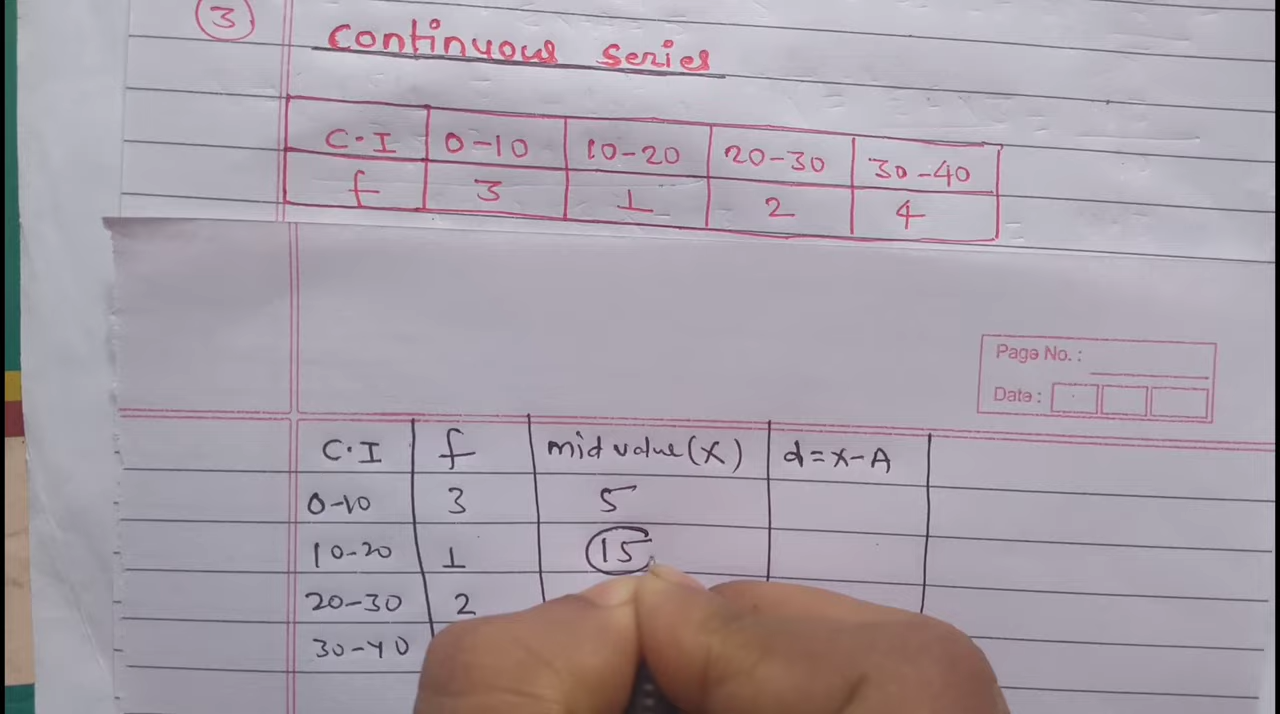 3 Continuous series
C.I 0-10 10-20 20-30 30-40
f 3 1 2 4
Page No. :
Date :
C.I f mid value (x) d=x-A
0-10 3 5
10-20 1 15
20-30 2
30-40